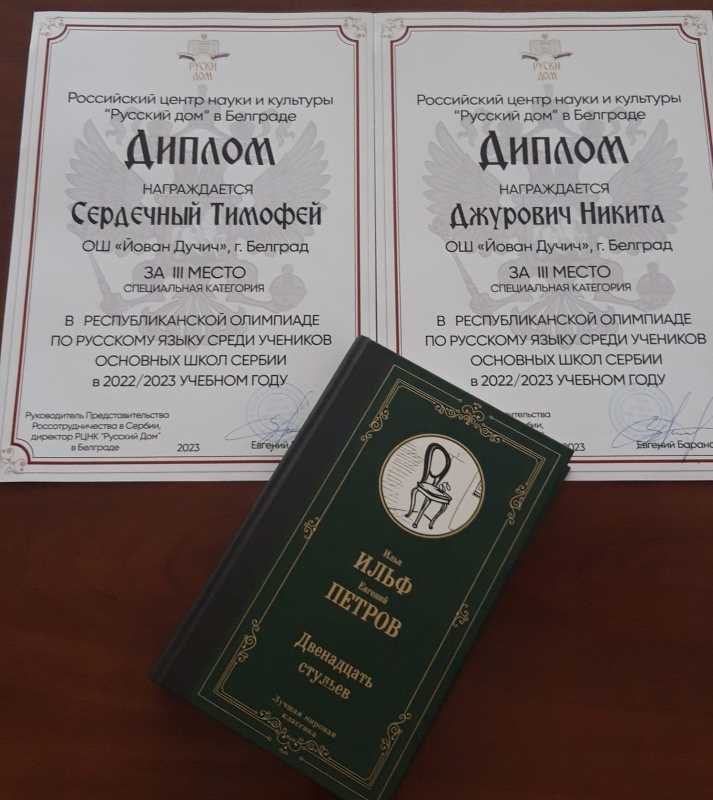 РУСКИ
ДОМ
Российский центр науки и культуры
"Русский дом" в Белграде
Диплом
НАГРАЖДАЕТСЯ
Сердечный Тимофей
ОШ «Йован Дучич», г. Белград
ЗА III МЕСТО
СПЕЦИАЛЬНАЯ КАТЕГОРИЯ
В РЕСПУБЛИКАНСКОЙ ОЛИМПИАДЕ
ПО РУССКОМУ ЯЗЫКУ СРЕДИ УЧЕНИКОВ
ОСНОВНЫХ ШКОЛ СЕРБИИ
в 2022/2023 УЧЕБНОМ ГОДУ
Руководитель Представительства
Россотрудничества в Сербии,
директор РЦНК "Русский Дом"
в Белграде
2023
Евгений
РУСКИ
ДОМ
Российский центр науки и культуры
"Русский дом" в Белграде
Диплом
НАГРАЖДАЕТСЯ
Джурович Никита
ОШ «Йован Дучич», г. Белград
ЗА III МЕСТО
СПЕЦИАЛЬНАЯ КАТЕГОРИЯ
В РЕСПУБЛИКАНСКОЙ ОЛИМПИАДЕ
ПО РУССКОМУ ЯЗЫКУ СРЕДИ УЧЕНИКОВ
ОСНОВНЫХ ШКОЛ СЕРБИИ
в 2022/2023 УЧЕБНОМ ГОДУ
Евгений Баран
Илья
ИЛЬФ
Евгений
ПЕТРОВ
Двенадцать
стульев
Лучшая мировая
классика